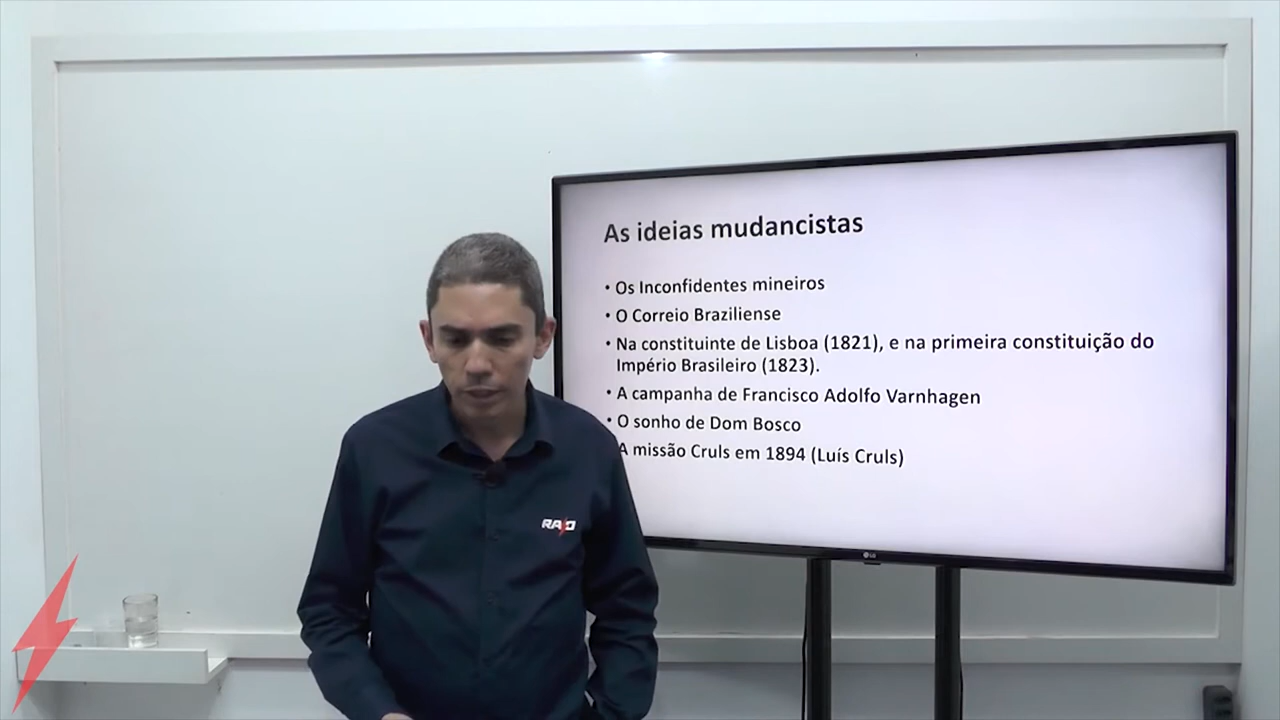 As ideias mudancistas
• Os Inconfidentes mineiros
• O Correio Braziliense
• Na constituinte de Lisboa (1821), e na primeira constituição do
Império Brasileiro (1823).
• A campanha de Francisco Adolfo Varnhagen
• O sonho de Dom Bosco
A missão Cruls em 1894 (Luís Cruls)
RAIO
LG